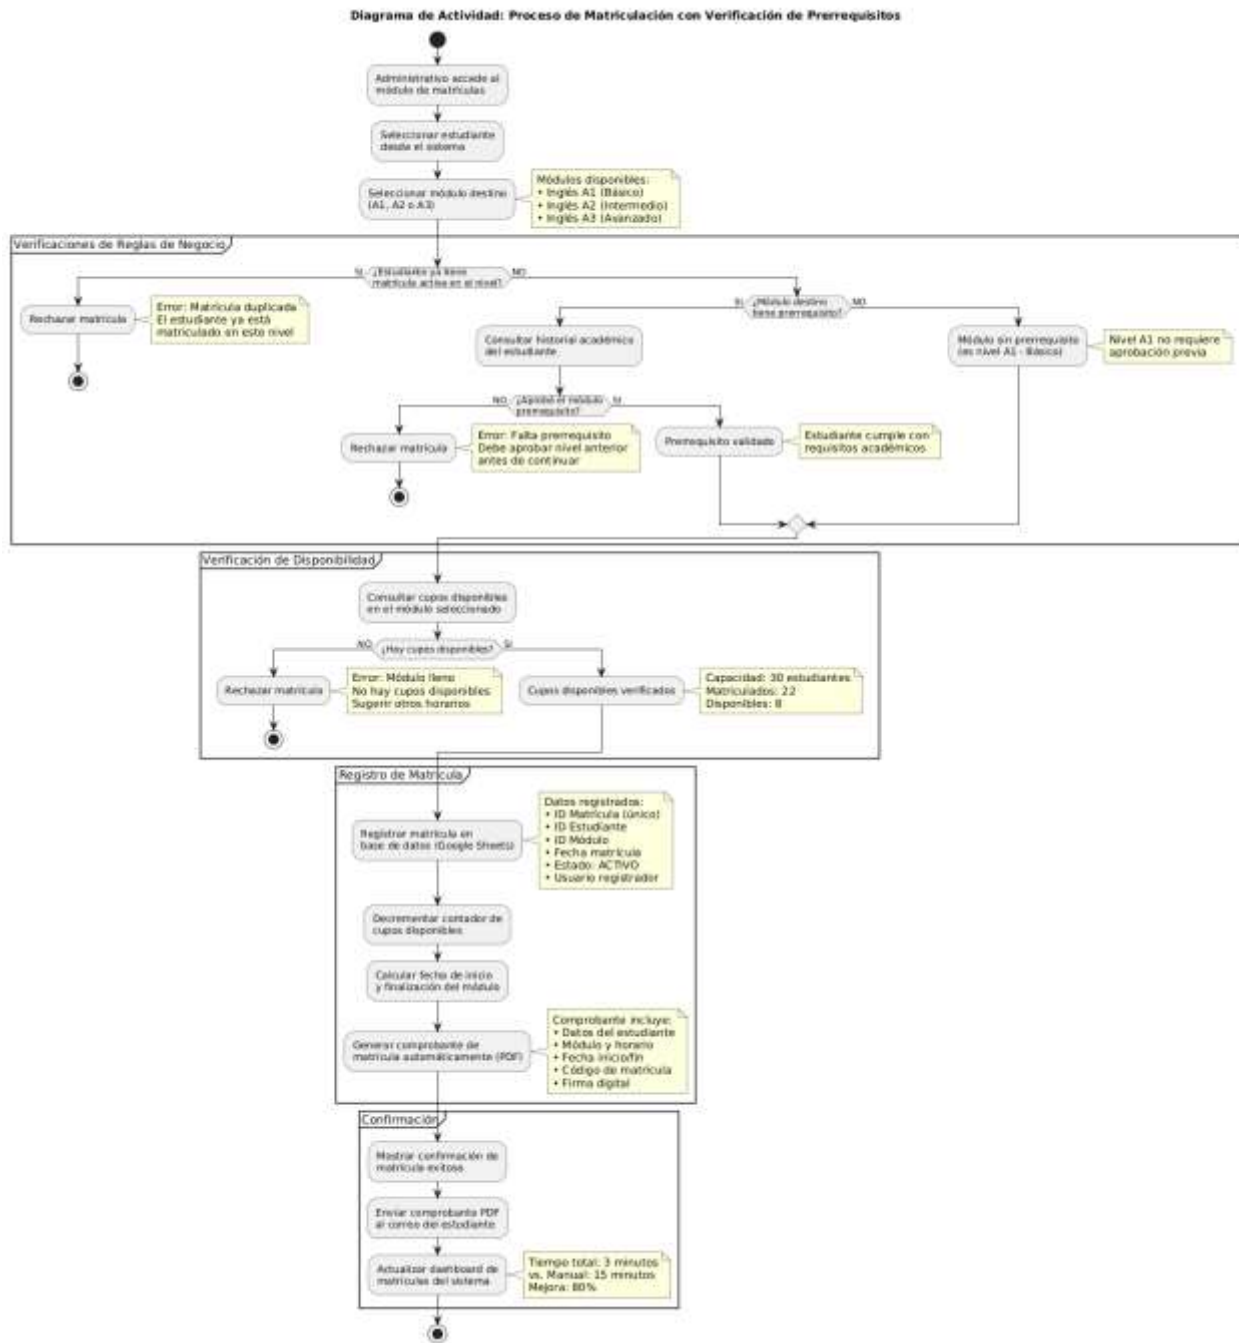 Diagrama de Actividad: Proceso de Matriculación con Verificación de Prerrequisitos
Administrativo accede al
módulo de matrículas
Seleccionar estudiante
desde el sistema
Seleccionar módulo destino
(A1, A2 o A3)
Módulos disponibles:
• Inglés A1 (Básico)
• Inglés A2 (Intermedio)
• Inglés A3 (Avanzado)
Verificaciones de Reglas de Negocio
SI
¿Estudiante ya tiene
matrícula activa en el nivel?
NO
Rechazar matrícula
Error: Matrícula duplicada
El estudiante ya está
matriculado en este nivel
SI
¿Módulo destino
tiene prerrequisito?
NO
Consultar historial académico
del estudiante
Módulo sin prerrequisito
(es nivel A1 - Básico)
Nivel A1 no requiere
aprobación previa
NO
¿Aprobó el módulo
prerrequisito?
SI
Rechazar matrícula
Error: Falta prerrequisito
Debe aprobar nivel anterior
antes de continuar
Prerrequisito validado
Estudiante cumple con
requisitos académicos
Verificación de Disponibilidad
Consultar cupos disponibles
en el módulo seleccionado
NO
¿Hay cupos disponibles?
SI
Rechazar matrícula
Error: Módulo lleno
No hay cupos disponibles
Sugerir otros horarios
Cupos disponibles verificados
Capacidad: 30 estudiantes
Matriculados: 22
Disponibles: 8
Registro de Matrícula
Registrar matrícula en
base de datos (Google Sheets)
Datos registrados:
• ID Matrícula (único)
• ID Estudiante
• ID Módulo
• Fecha matrícula
• Estado: ACTIVO
• Usuario registrador
Decrementar contador de
cupos disponibles
Calcular fecha de inicio
y finalización del módulo
Generar comprobante de
matrícula automáticamente (PDF)
Comprobante incluye:
• Datos del estudiante
• Módulo y horario
• Fecha inicio/fin
• Código de matrícula
• Firma digital
Confirmación
Mostrar confirmación de
matrícula exitosa
Enviar comprobante PDF
al correo del estudiante
Actualizar dashboard de
matrículas del sistema
Tiempo total: 3 minutos
vs. Manual: 15 minutos
Mejora: 80%